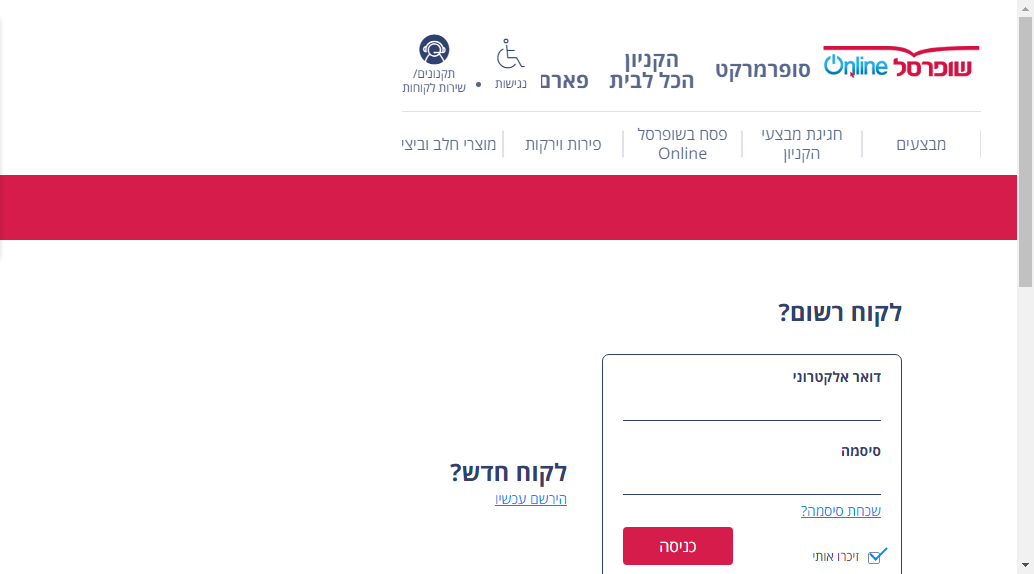 שופרסל Online
סופרמרקט
הקניון
הכל לבית
פארם
נגישות
תקנונים/
שירות לקוחות
מבצעים
חגיגת מבצעי
הקניון
פסח בשופרסל
Online
פירות וירקות
מוצרי חלב וביצי
לקוח רשום?
דואר אלקטרוני
סיסמה
שכחת סיסמה?
זיכרו אותי
כניסה
לקוח חדש?
הירשם עכשיו